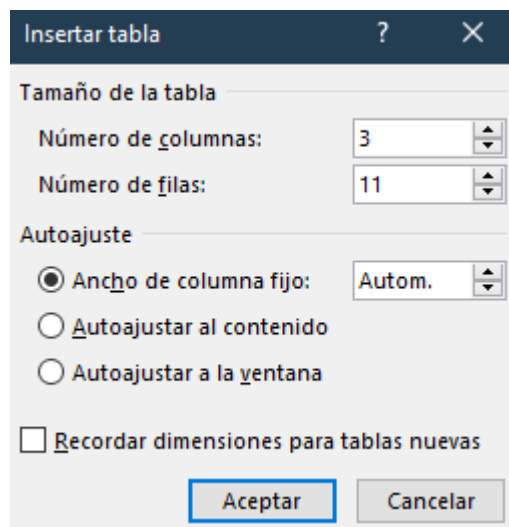 Insertar tabla ?
Tamaño de la tabla
Número de columnas: 3
Número de filas: 11
Autoajuste
Ancho de columna fijo: Autom.
Autoajustar al contenido
Autoajustar a la ventana
Recordar dimensiones para tablas nuevas
Aceptar Cancelar